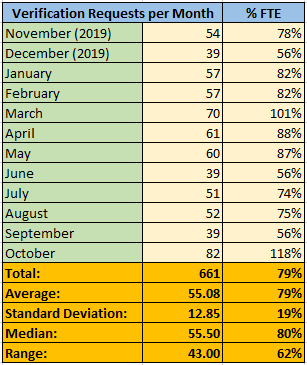 Verification Requests per Month % FTE
November (2019) 54 78%
December (2019) 39 56%
January 57 82%
February 57 82%
March 70 101%
April 61 88%
May 60 87%
June 39 56%
July 51 74%
August 52 75%
September 39 56%
October 82 118%
Total: 661 79%
Average: 55.08 79%
Standard Deviation: 12.85 19%
Median: 55.50 80%
Range: 43.00 62%